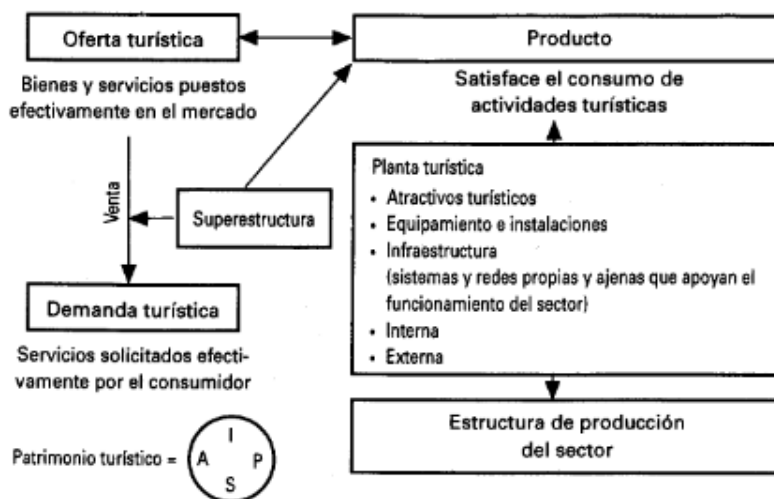 Oferta turística
Producto
Bienes y servicios puestos
efectivamente en el mercado
Satisface el consumo de
actividades turísticas
Venta
Superestructura
Planta turística
• Atractivos turísticos
• Equipamiento e instalaciones
• Infraestructura
(sistemas y redes propias y ajenas que apoyan el
funcionamiento del sector)
• Interna
• Externa
Demanda turística
Servicios solicitados efecti-
vamente por el consumidor
Estructura de producción
del sector
Patrimonio turístico =
I
A P
S